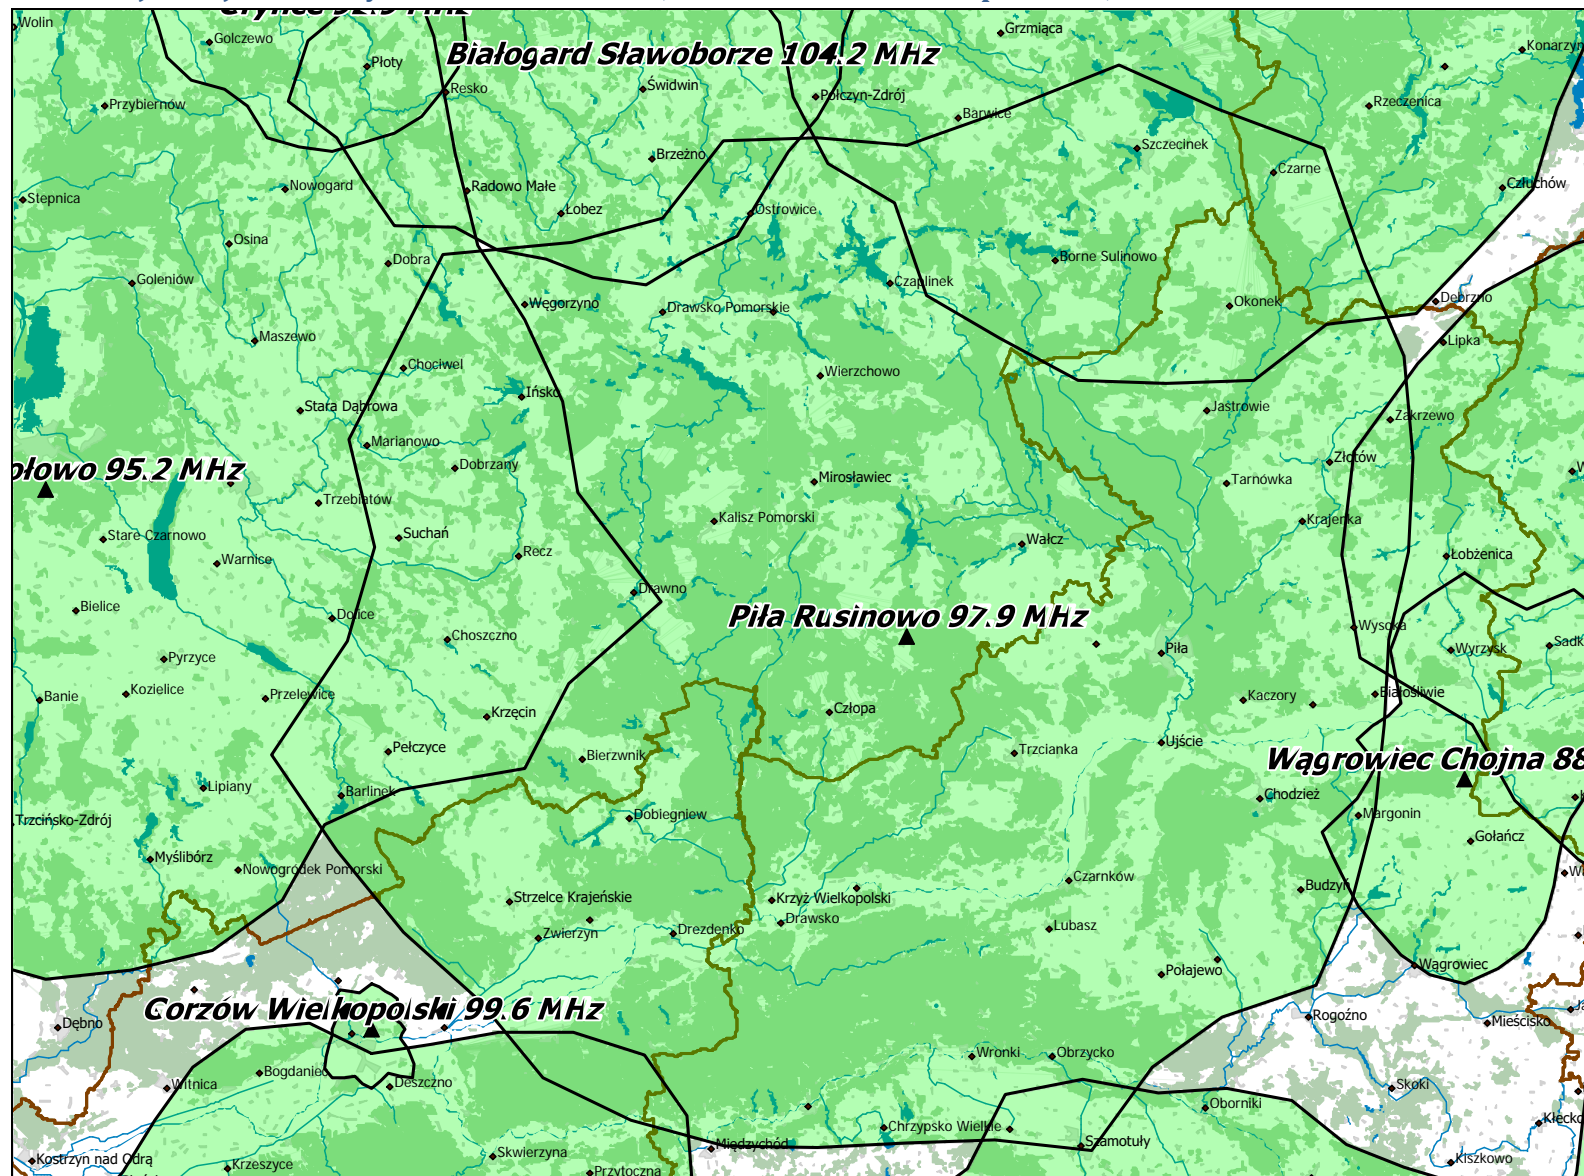 Wolin
Golczewo
Płoty
Białogard Sławoborze 104.2 MHz
Grzmiąca
Resko
Świdwin
Połczyn-Zdrój
Barwice
Rzeczenica
Przybiernów
Brzeżno
Szczecinek
Czarne
Człuchów
Stepnica
Nowogard
Radowo Małe
Łobez
Ostrowice
Osina
Dobra
Borne Sulinowo
Goleniów
Czaplinek
Węgorzyno
Drawsko Pomorskie
Okonek
Debrzno
Maszewo
Lipka
Chociwel
Wierzchowo
Ińsko
Stara Dąbrowa
Jastrowie
Zakrzewo
Marianowo
Dobrzany
Złotów
ołowo 95.2 MHz
Mirosławiec
Tarnówka
Trzebiatów
Kalisz Pomorski
Krajenka
Stare Czarnowo
Suchań
Wałcz
Warnice
Recz
Łobżenica
Drawno
Bielice
Dolice
Piła Rusinowo 97.9 MHz
Wysoka
Choszczno
Piła
Wyrzysk
Sadk
Pyrzyce
Banie
Kozielice
Przelewice
Kaczory
Białośliwie
Krzęcin
Człopa
Pełczyce
Ujście
Trzcianka
Bierzwnik
Wągrowiec Chojna 88
Lipiany
Barlinek
Chodzież
Trzcińsko-Zdrój
Dobiegniew
Margonin
Gołańcz
Myślibórz
Nowogródek Pomorski
Czarnków
Budzyń
Strzelce Krajeńskie
Krzyż Wielkopolski
Drawsko
Zwierzyn
Drezdenko
Lubasz
Połajewo
Wągrowiec
Gorzów Wielkopolski 99.6 MHz
Dębno
Rogoźno
Mieścisko
Wronki
Obrzycko
Witnica
Bogdaniec
Deszczno
Skoki
Oborniki
Kłecko
Chrzypsko Wielkie
Międzychód
Szamotuły
Skwierzyna
Kostrzyn nad Odrą
Krzeszyce
Przytoczna
Kiszkowo